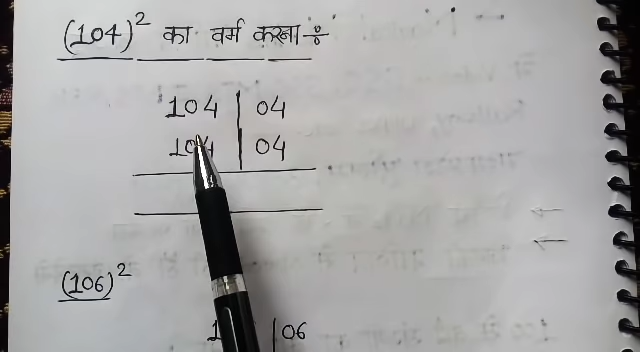 (104)² का वर्ग करना ÷
104 | 04
104 | 04
(106)²
| 06